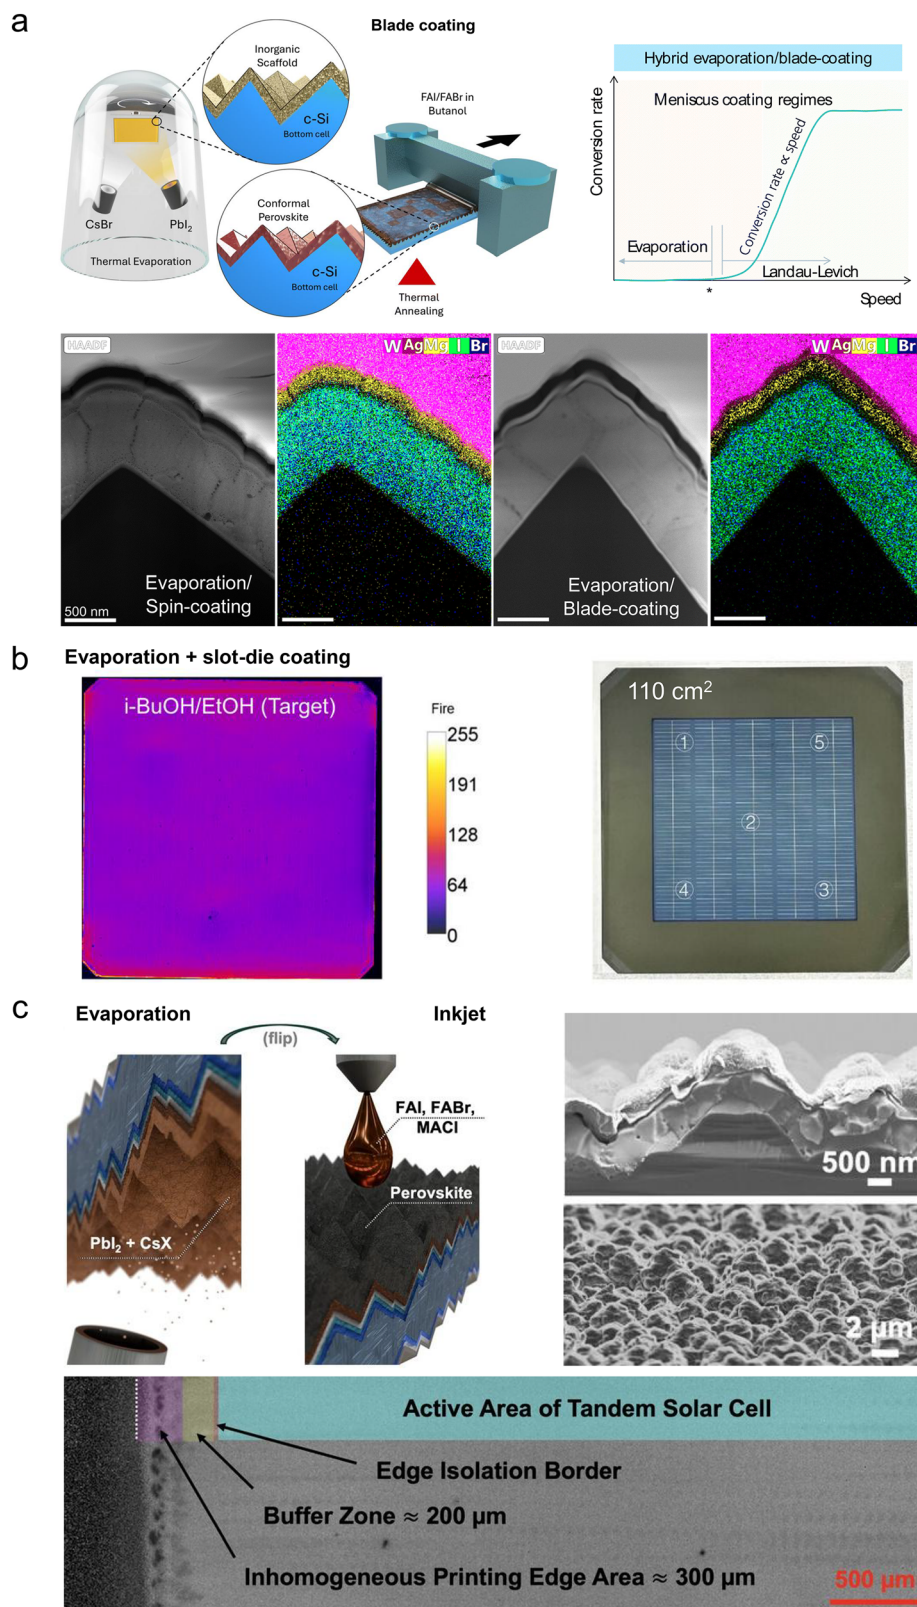 a
Blade coating
Inorganic
Scaffold
c-Si
Bottom cell
CsBr
PbI₂
Thermal Evaporation
Conformal
Perovskite
c-Si
Bottom cell
FAI/FABr in
Butanol
Thermal
Annealing
Hybrid evaporation/blade-coating
Meniscus coating regimes
Conversion rate
Conversion rate ∝ speed
Evaporation
Landau-Levich
*
Speed
HAADF
Evaporation/
Spin-coating
500 nm
W Ag Mg I Br
HAADF
Evaporation/
Blade-coating
W Ag Mg I Br
b
Evaporation + slot-die coating
i-BuOH/EtOH (Target)
Fire
255
191
128
64
0
110 cm²
①
⑤
②
④
③
c
Evaporation
(flip)
Inkjet
PbI₂ + CsX
FAI, FABr,
MACl
Perovskite
500 nm
2 µm
Active Area of Tandem Solar Cell
Edge Isolation Border
Buffer Zone ≈ 200 µm
Inhomogeneous Printing Edge Area ≈ 300 µm
500 µm